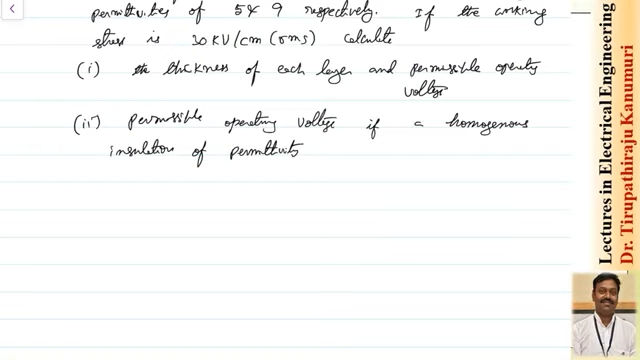 permittivities of 5 & 9 respectively. If the working
stress is 30 KV/cm (rms) calculate
(i) the thickness of each layer and permissible operating
voltage
(ii) permissible operating voltage if a homogenous
insulation of permittivity
Lectures in Electrical Engineering
Dr. Tirupathiraju Kanumuri